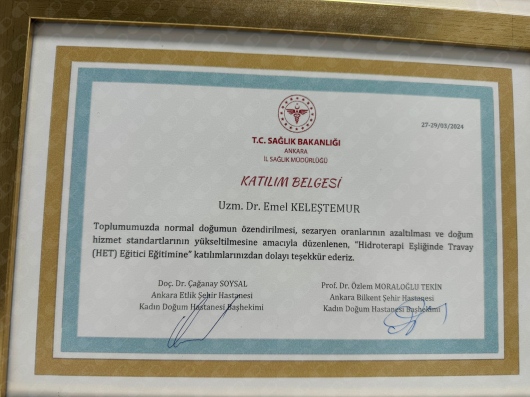 27-29/03/2024
T.C. SAĞLIK BAKANLIĞI
ANKARA
İL SAĞLIK MÜDÜRLÜĞÜ
KATILIM BELGESİ
Uzm. Dr. Emel KELEŞTEMUR
Toplumumuzda normal doğumun özendirilmesi, sezaryen oranlarının azaltılması ve doğum
hizmet standartlarının yükseltilmesine amacıyla düzenlenen, "Hidroterapi Eşliğinde Travay
(HET) Eğitici Eğitimine" katılımlarınızdan dolayı teşekkür ederiz.
Doç. Dr. Çağanay SOYSAL
Ankara Etlik Şehir Hastanesi
Kadın Doğum Hastanesi Başhekimi
Prof. Dr. Özlem MORALOĞLU TEKİN
Ankara Bilkent Şehir Hastanesi
Kadın Doğum Hastanesi Başhekimi